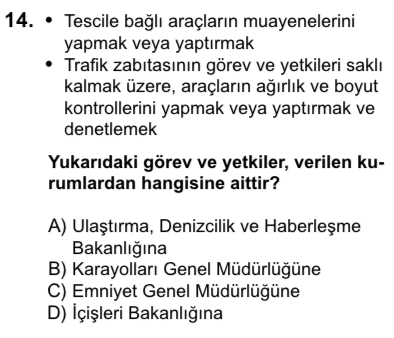 14. • Tescile bağlı araçların muayenelerini
yapmak veya yaptırmak
• Trafik zabıtasının görev ve yetkileri saklı
kalmak üzere, araçların ağırlık ve boyut
kontrollerini yapmak veya yaptırmak ve
denetlemek
Yukarıdaki görev ve yetkiler, verilen ku-
rumlardan hangisine aittir?
A) Ulaştırma, Denizcilik ve Haberleşme
Bakanlığına
B) Karayolları Genel Müdürlüğüne
C) Emniyet Genel Müdürlüğüne
D) İçişleri Bakanlığına